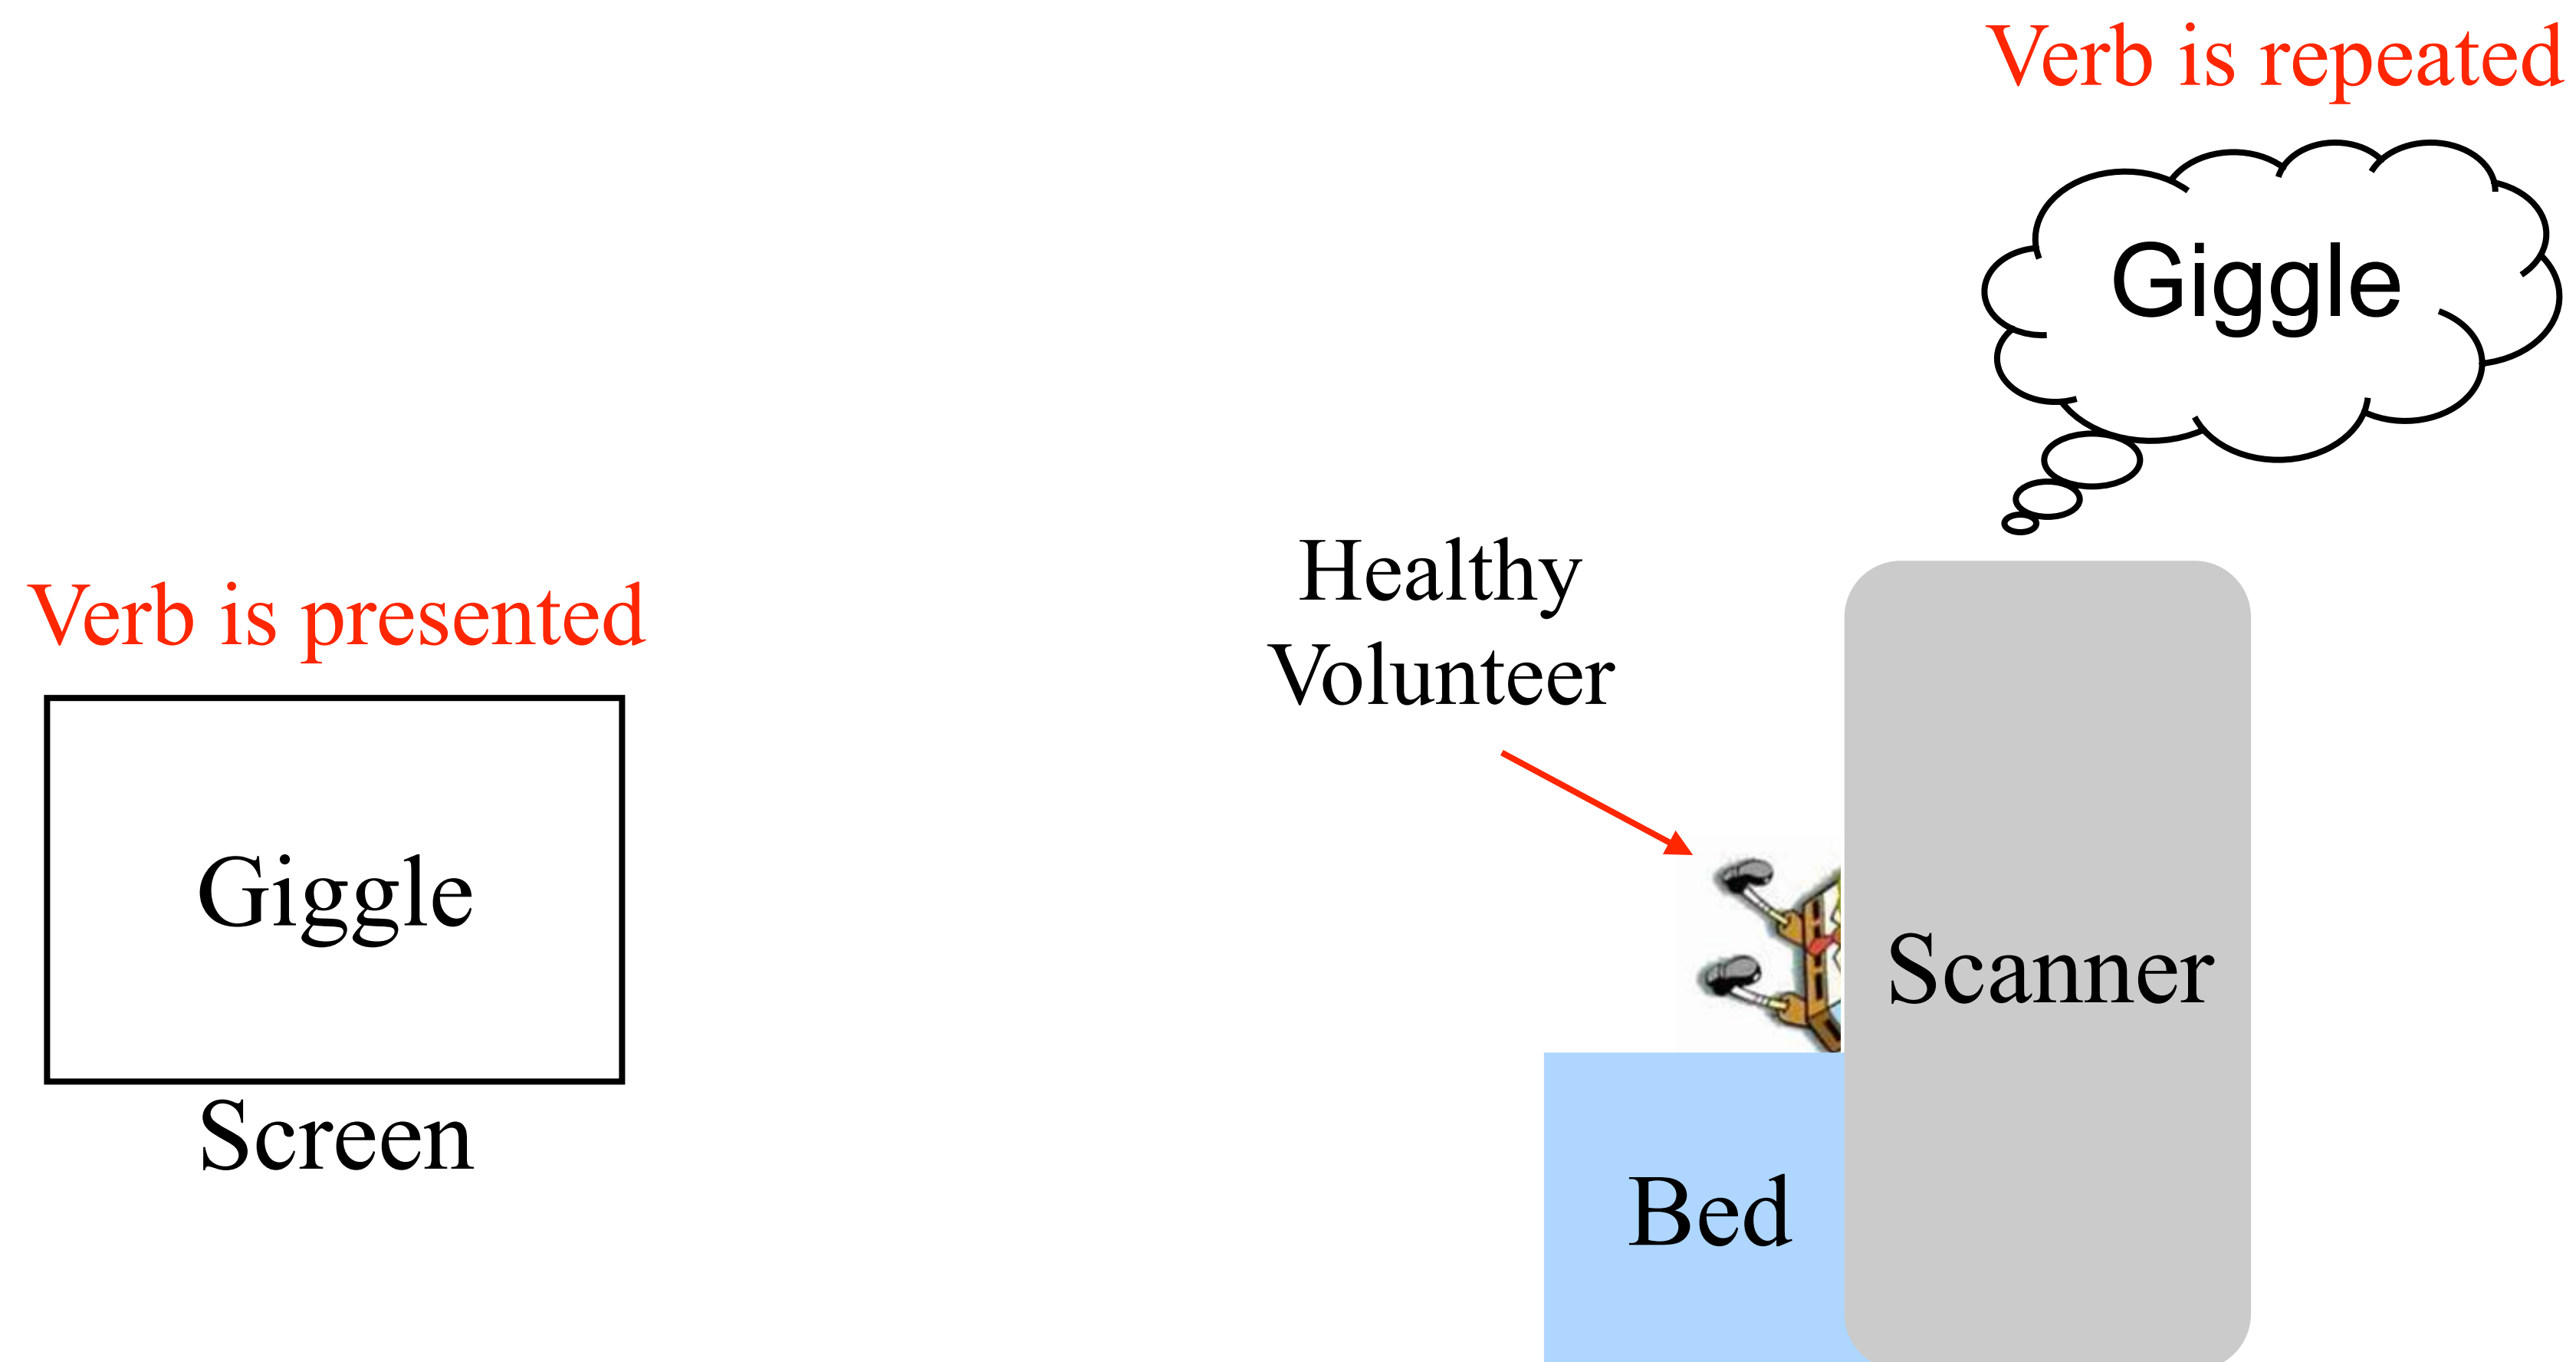 Verb is repeated
Giggle
Healthy
Volunteer
Verb is presented
Giggle
Scanner
Screen
Bed